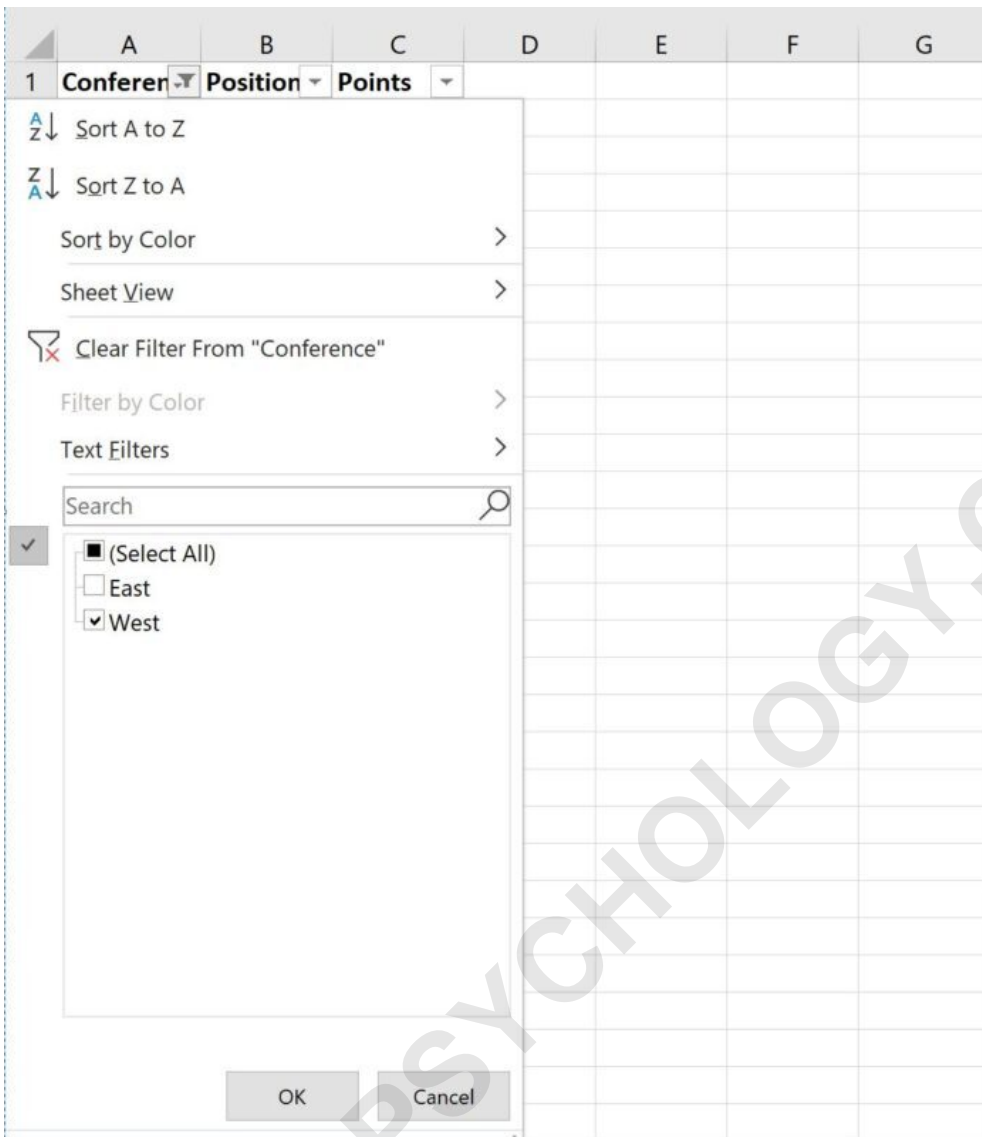 A B C D E F G
1 Conferen Position Points
Sort A to Z
Sort Z to A
Sort by Color
Sheet View
Clear Filter From "Conference"
Filter by Color
Text Filters
Search
(Select All)
East
West
OK Cancel
PSYCHOLOGY.